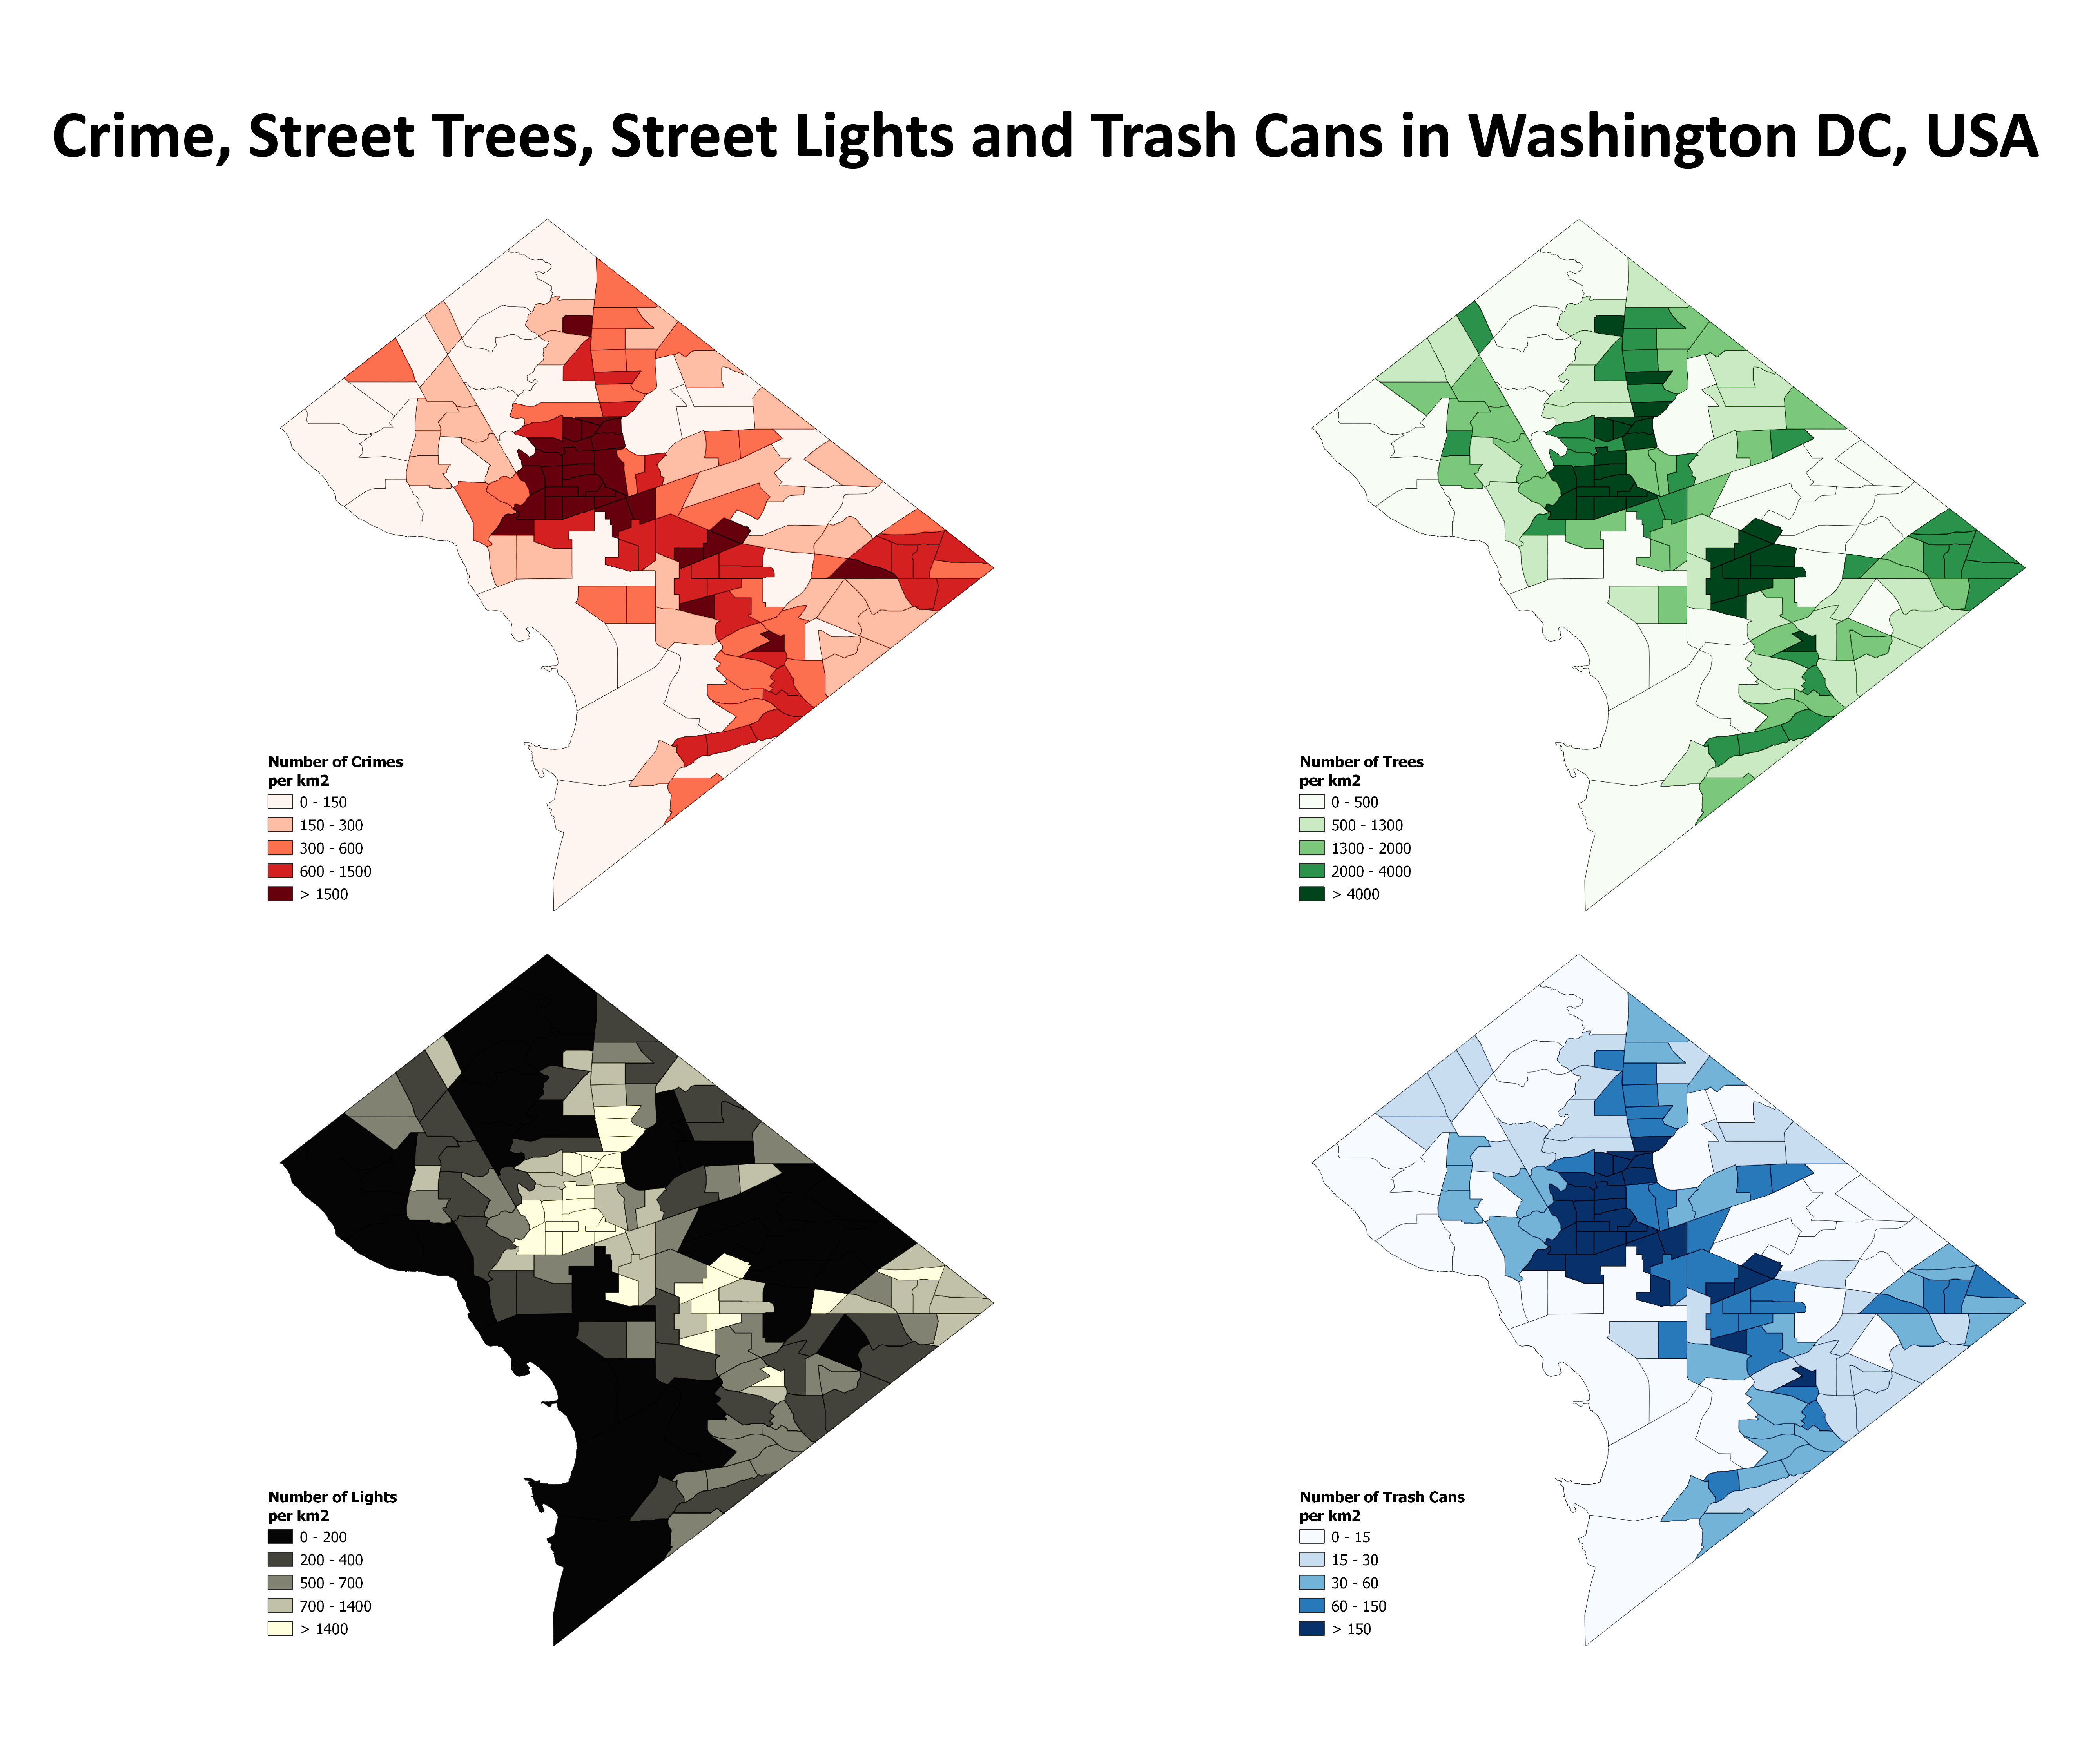 Crime, Street Trees, Street Lights and Trash Cans in Washington DC, USA
Number of Crimes
per km2
0 - 150
150 - 300
300 - 600
600 - 1500
> 1500
Number of Trees
per km2
0 - 500
500 - 1300
1300 - 2000
2000 - 4000
> 4000
Number of Lights
per km2
0 - 200
200 - 400
500 - 700
700 - 1400
> 1400
Number of Trash Cans
per km2
0 - 15
15 - 30
30 - 60
60 - 150
> 150